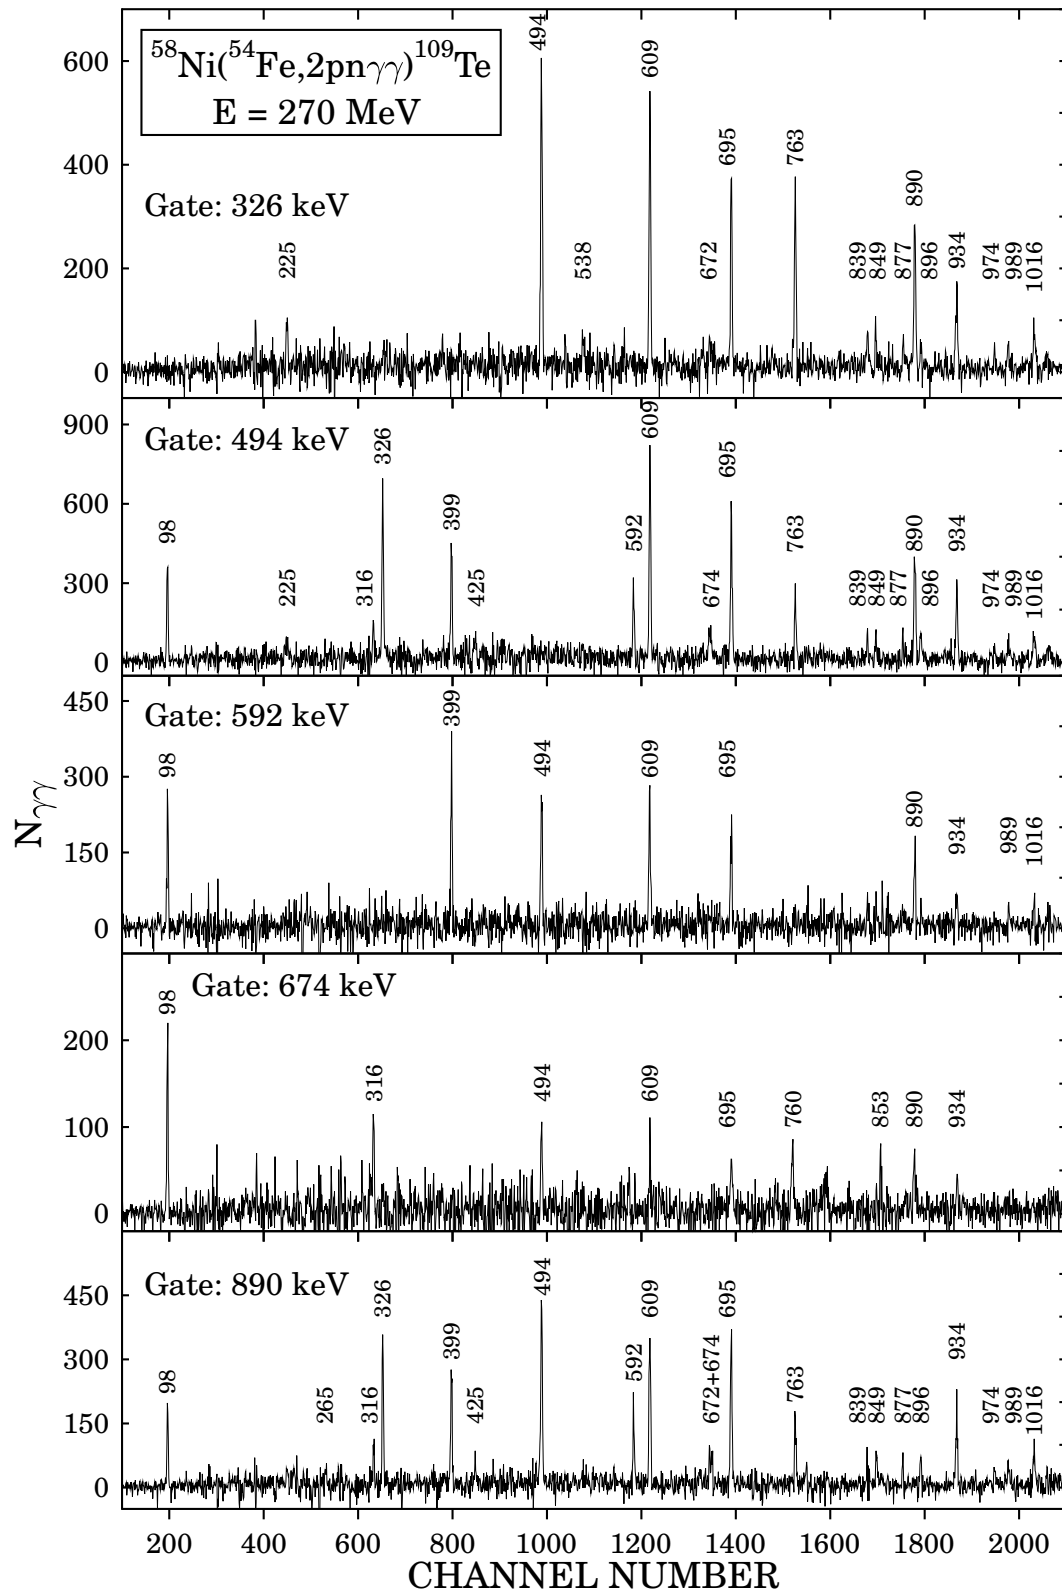 58Ni(54Fe,2pnγγ)109Te
E = 270 MeV
Gate: 326 keV
225 494 538 609 672 695 763 839 849 877 890 896 934 974 989 1016
600
400
200
0
Gate: 494 keV
98 225 316 326 399 425 592 609 674 695 763 839 849 877 890 896 934 974 989 1016
900
600
300
0
Gate: 592 keV
98 399 494 609 695 890 934 989 1016
450
300
150
0
Nγγ
Gate: 674 keV
98 316 494 609 695 760 853 890 934
200
100
0
Gate: 890 keV
98 265 316 326 399 425 494 592 609 672+674 695 763 839 849 877 896 934 974 989 1016
450
300
150
0
200 400 600 800 1000 1200 1400 1600 1800 2000
CHANNEL NUMBER